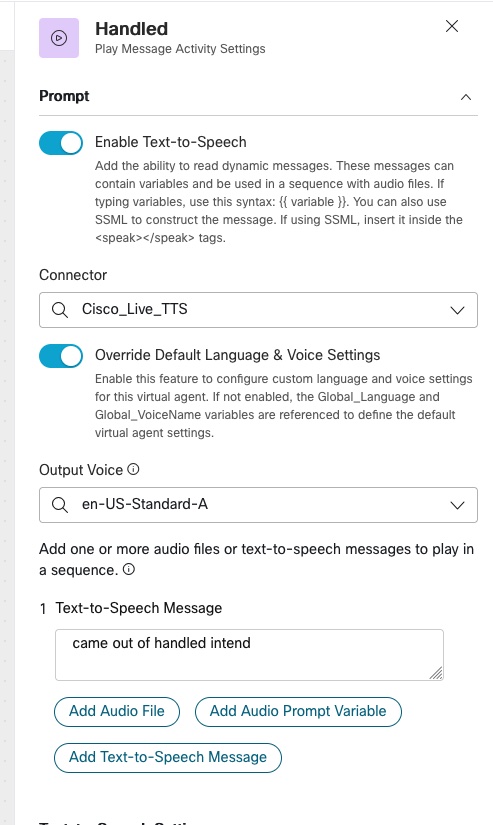 Handled
Play Message Activity Settings
Prompt
Enable Text-to-Speech
Add the ability to read dynamic messages. These messages can
contain variables and be used in a sequence with audio files. If
typing variables, use this syntax: {{ variable }}. You can also use
SSML to construct the message. If using SSML, insert it inside the
<speak></speak> tags.
Connector
Cisco_Live_TTS
Override Default Language & Voice Settings
Enable this feature to configure custom language and voice settings
for this virtual agent. If not enabled, the Global_Language and
Global_VoiceName variables are referenced to define the default
virtual agent settings.
Output Voice
en-US-Standard-A
Add one or more audio files or text-to-speech messages to play in
a sequence.
1 Text-to-Speech Message
came out of handled intend
Add Audio File Add Audio Prompt Variable
Add Text-to-Speech Message